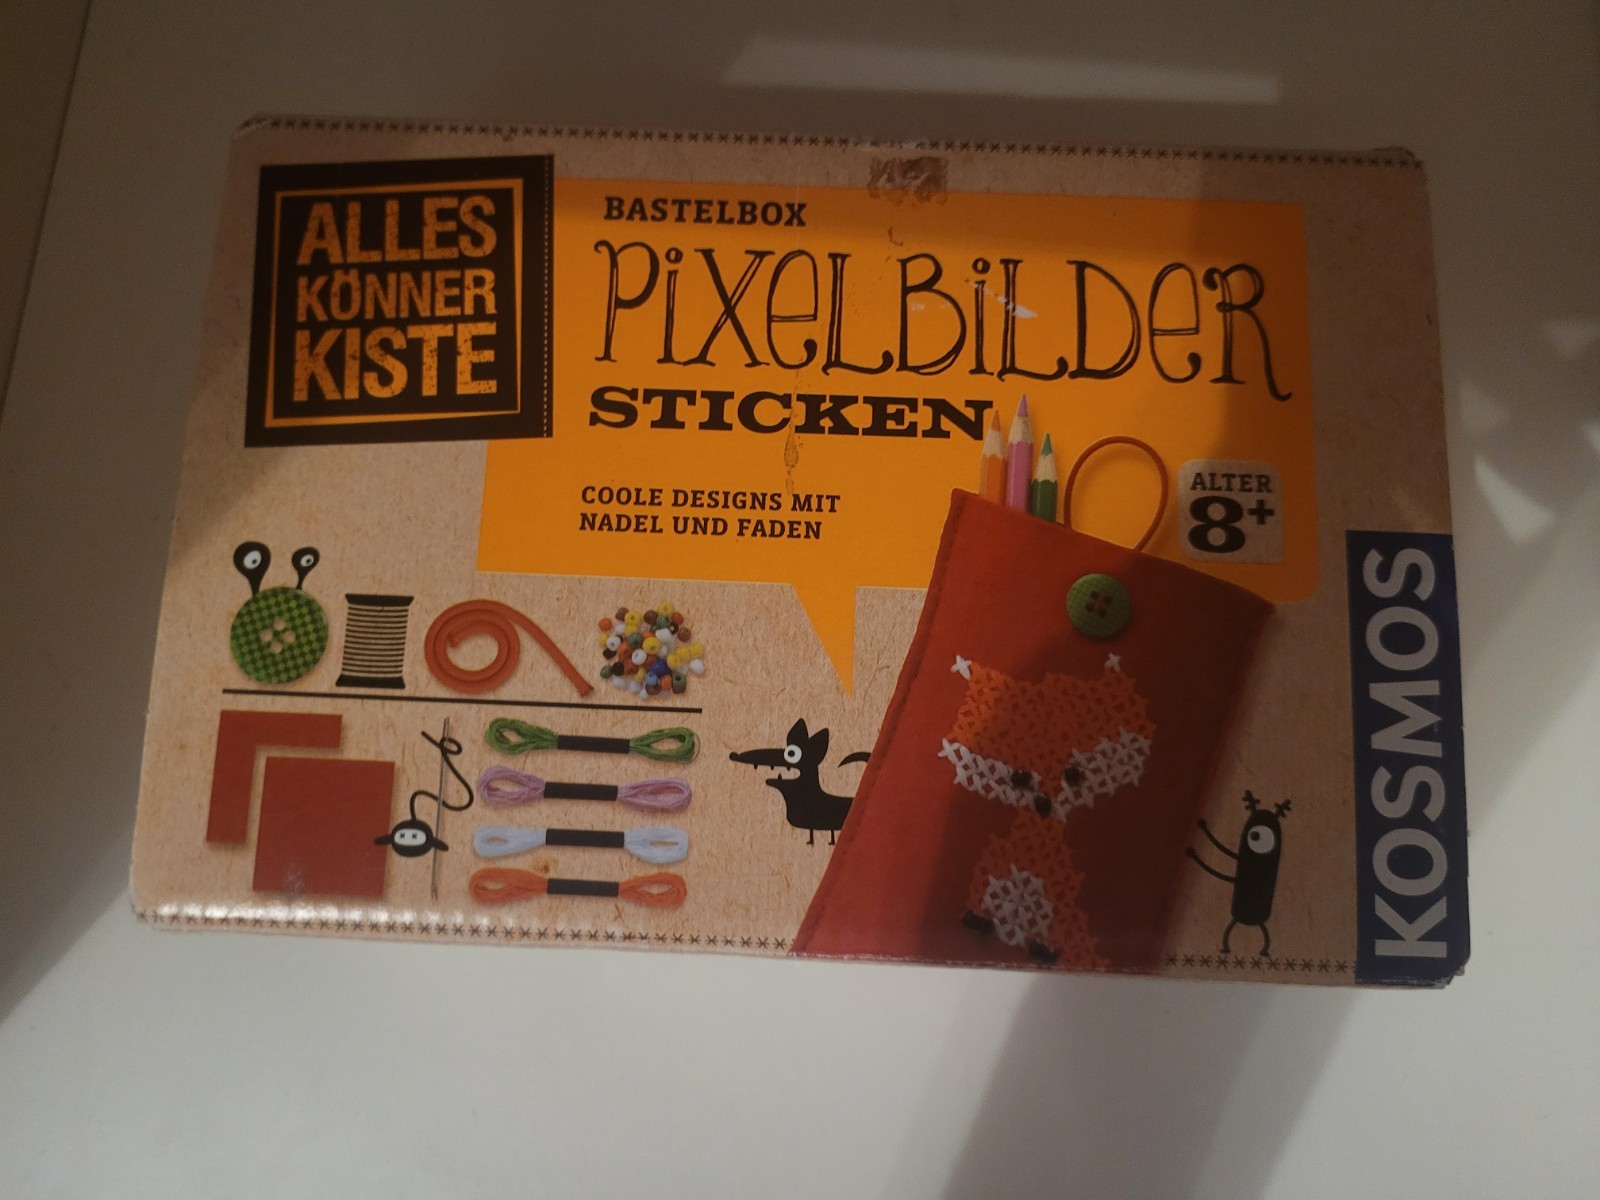 ALLES
KÖNNER
KISTE
BASTELBOX
PiXeLBiLDeR
STICKEN
COOLE DESIGNS MIT
NADEL UND FADEN
ALTER
8+
KOSMOS